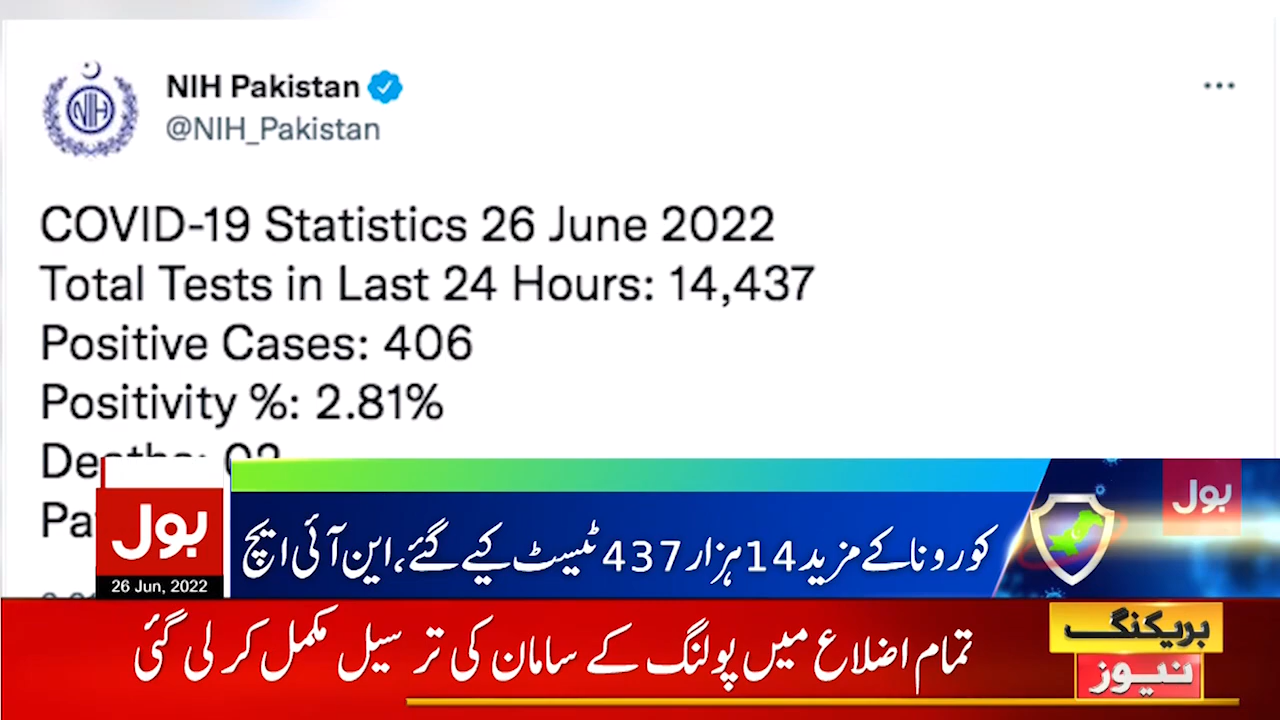 NIH Pakistan
@NIH_Pakistan
COVID-19 Statistics 26 June 2022
Total Tests in Last 24 Hours: 14,437
Positive Cases: 406
Positivity %: 2.81%
Deaths: 02
بول
26 Jun, 2022
کورونا کے مزید 14 ہزار 437 ٹیسٹ کیے گئے، این آئی ایچ
بول
تمام اضلاع میں پولنگ کے سامان کی ترسیل مکمل کر لی گئی
بریکنگ
نیوز